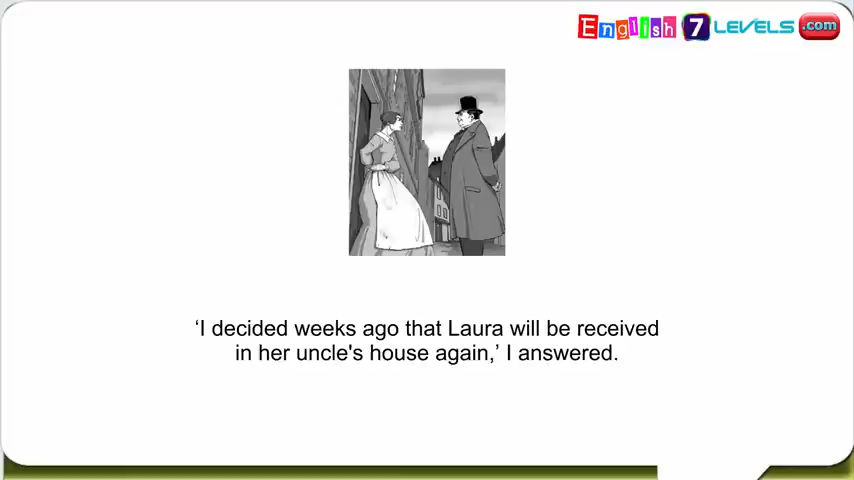 English 7 LEVELS .com
‘I decided weeks ago that Laura will be received
in her uncle's house again,’ I answered.